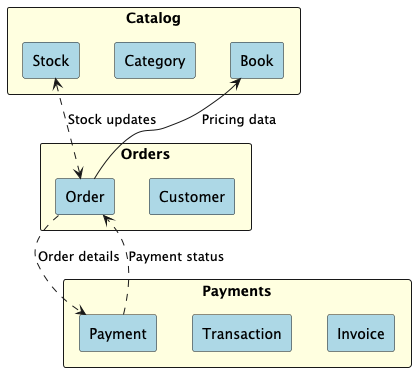 Catalog
Stock
Category
Book
Stock updates
Pricing data
Orders
Order
Customer
Order details
Payment status
Payments
Payment
Transaction
Invoice